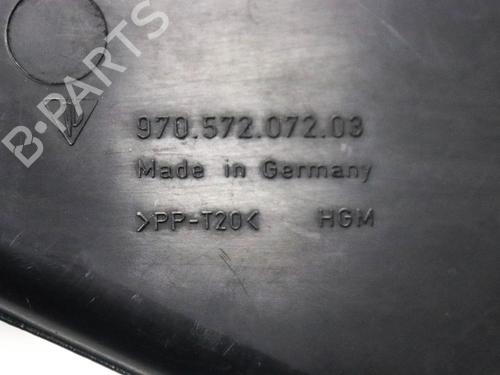 B-PARTS
970.572.072.03
Made in Germany
>PP-T20< HGM